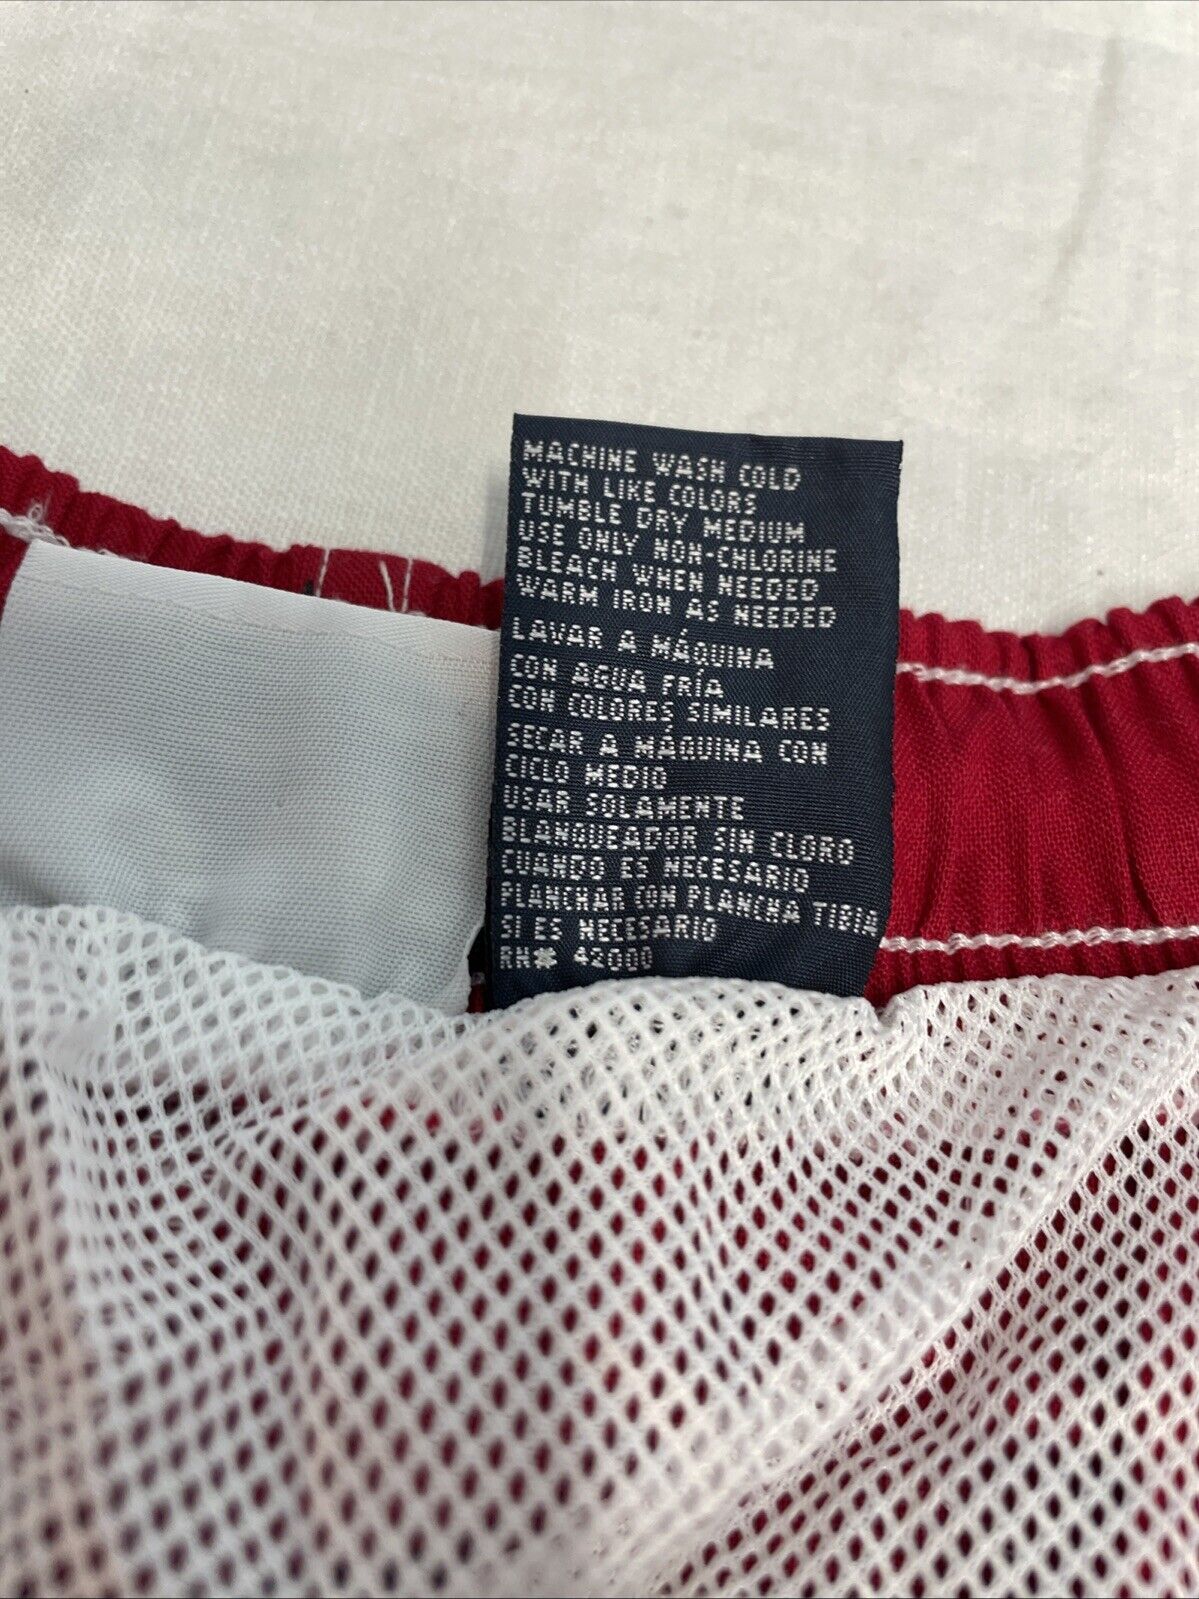 MACHINE WASH COLD
WITH LIKE COLORS
TUMBLE DRY MEDIUM
USE ONLY NON-CHLORINE
BLEACH WHEN NEEDED
WARM IRON AS NEEDED
LAVAR A MÁQUINA
CON AGUA FRÍA
CON COLORES SIMILARES
SECAR A MÁQUINA CON
CICLO MEDIO
USAR SOLAMENTE
BLANQUEADOR SIN CLORO
CUANDO ES NECESARIO
PLANCHAR CON PLANCHA TIBIA
SI ES NECESARIO
RN# 42000